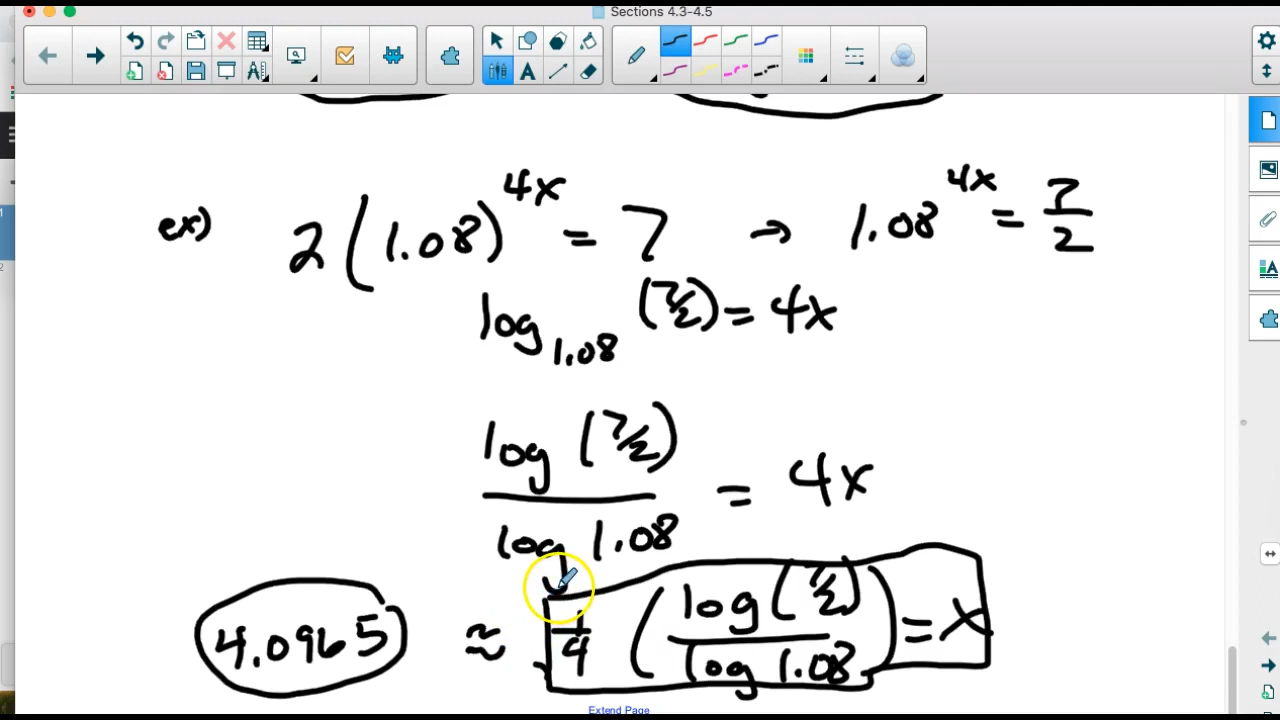 Sections 4.3-4.5
ex) 2(1.08)^{4x} = 7 → 1.08^{4x} = 7/2
log_{1.08} (7/2) = 4x
log (7/2) / log 1.08 = 4x
4.0965 ≈ 1/4 ( log (7/2) / log 1.08 ) = x
Extend Page